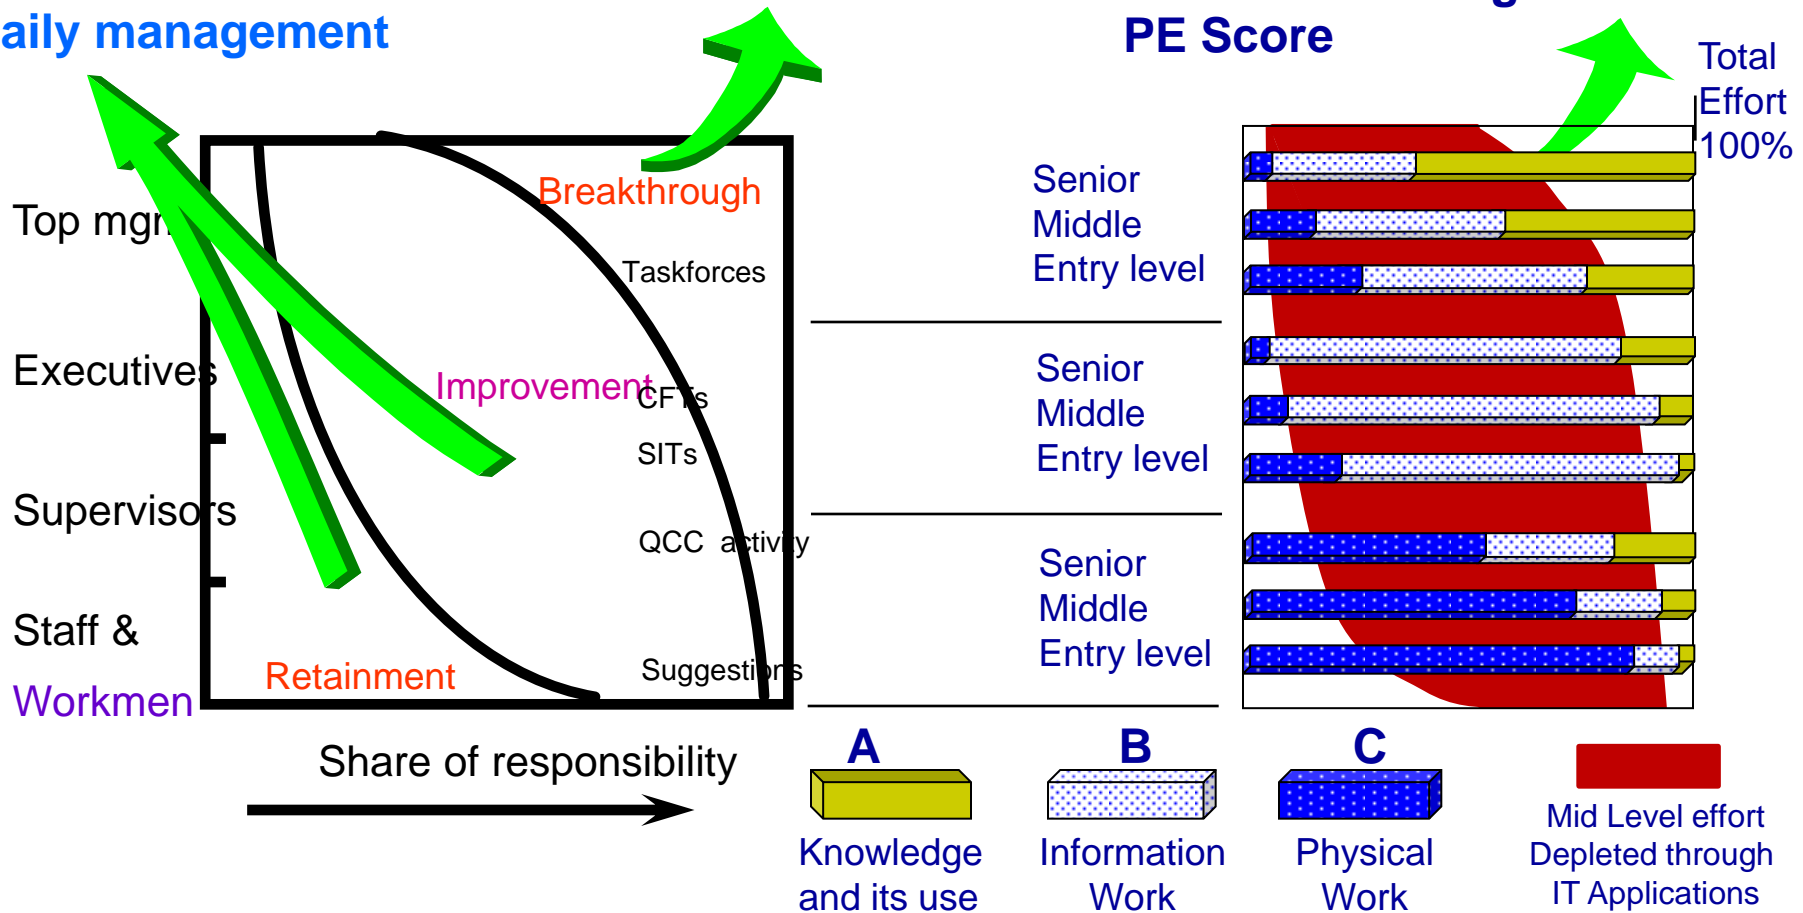 aily management
PE Score
Total
Effort
100%
Breakthrough
Top mgm
Taskforces
Executives
Improvement
CFTs
SITs
Supervisors
QCC activity
Staff &
Workmen
Retainment
Suggestions
Share of responsibility
Senior
Middle
Entry level
Senior
Middle
Entry level
Senior
Middle
Entry level
A
B
C
Knowledge
and its use
Information
Work
Physical
Work
Mid Level effort
Depleted through
IT Applications